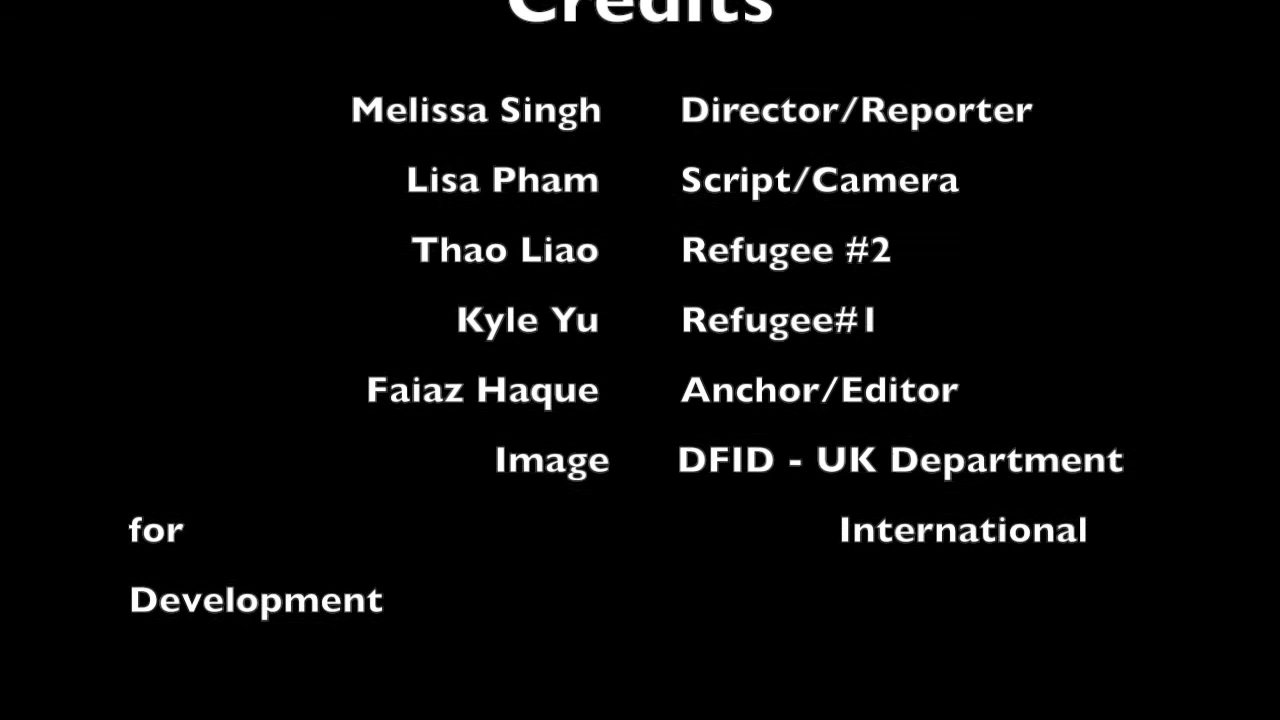 Credits
Melissa Singh Director/Reporter
Lisa Pham Script/Camera
Thao Liao Refugee #2
Kyle Yu Refugee#1
Faiaz Haque Anchor/Editor
Image DFID - UK Department
for International
Development